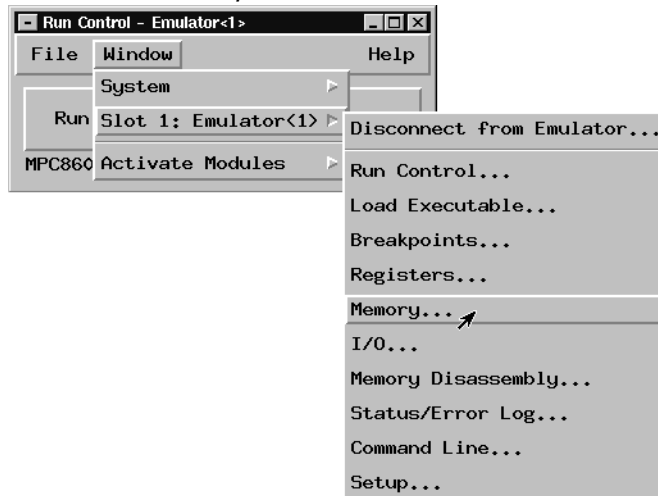 Run Control - Emulator<1>
File Window Help
System
Run Slot 1: Emulator<1>
MPC860 Activate Modules
Disconnect from Emulator...
Run Control...
Load Executable...
Breakpoints...
Registers...
Memory...
I/O...
Memory Disassembly...
Status/Error Log...
Command Line...
Setup...